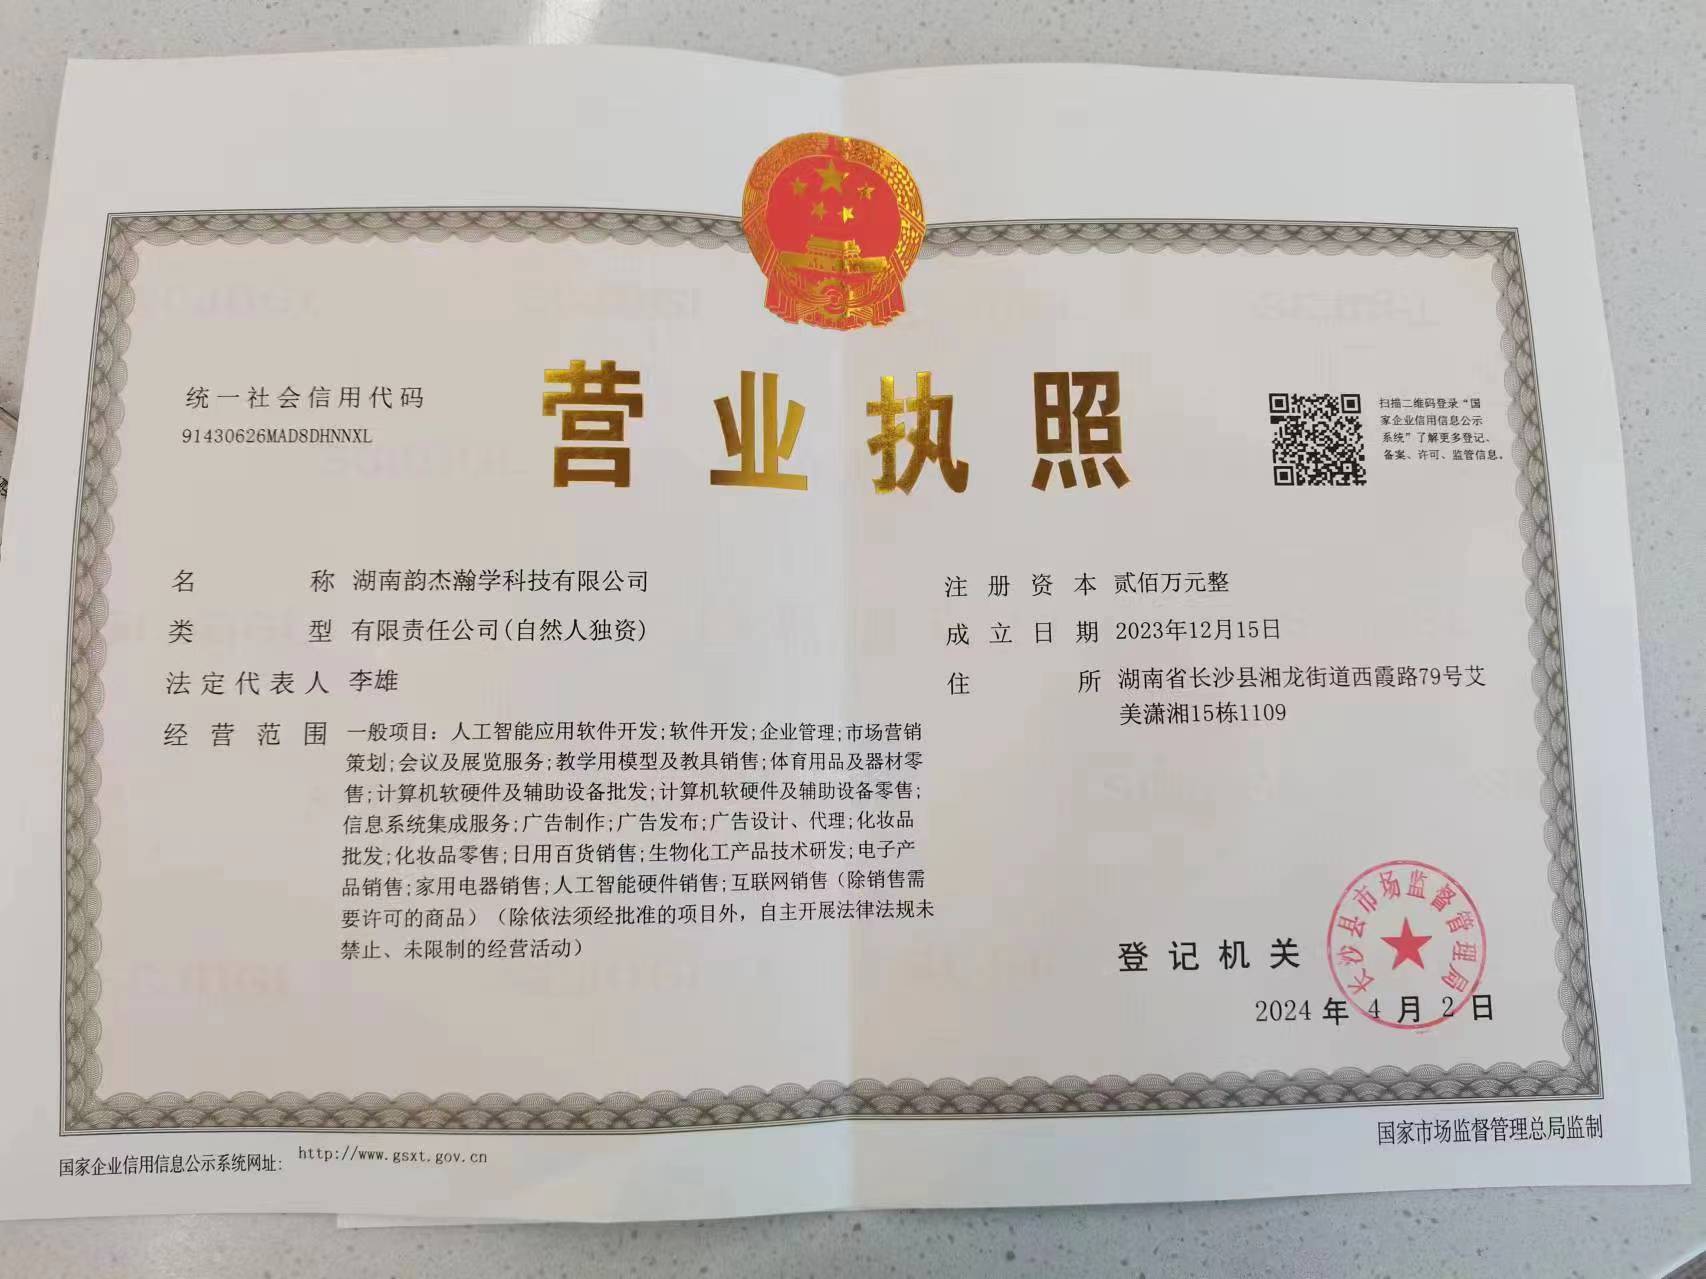 统一社会信用代码
91430626MAD8DHNNXL
营业执照
扫描二维码登录“国
家企业信用信息公示
系统”了解更多登记、
备案、许可、监管信息。
名称 湖南韵杰瀚学科技有限公司
类型 有限责任公司(自然人独资)
法定代表人 李雄
经营范围 一般项目：人工智能应用软件开发;软件开发;企业管理;市场营销
策划;会议及展览服务;教学用模型及教具销售;体育用品及器材零
售;计算机软硬件及辅助设备批发;计算机软硬件及辅助设备零售;
信息系统集成服务;广告制作;广告发布;广告设计、代理;化妆品
批发;化妆品零售;日用百货销售;生物化工产品技术研发;电子产
品销售;家用电器销售;人工智能硬件销售;互联网销售（除销售需
要许可的商品）（除依法须经批准的项目外，自主开展法律法规未
禁止、未限制的经营活动）
注册资本 贰佰万元整
成立日期 2023年12月15日
住所 湖南省长沙县湘龙街道西霞路79号艾
美潇湘15栋1109
登记机关
长沙县市场监督管理局
2024年4月2日
国家企业信用信息公示系统网址： http://www.gsxt.gov.cn
国家市场监督管理总局监制